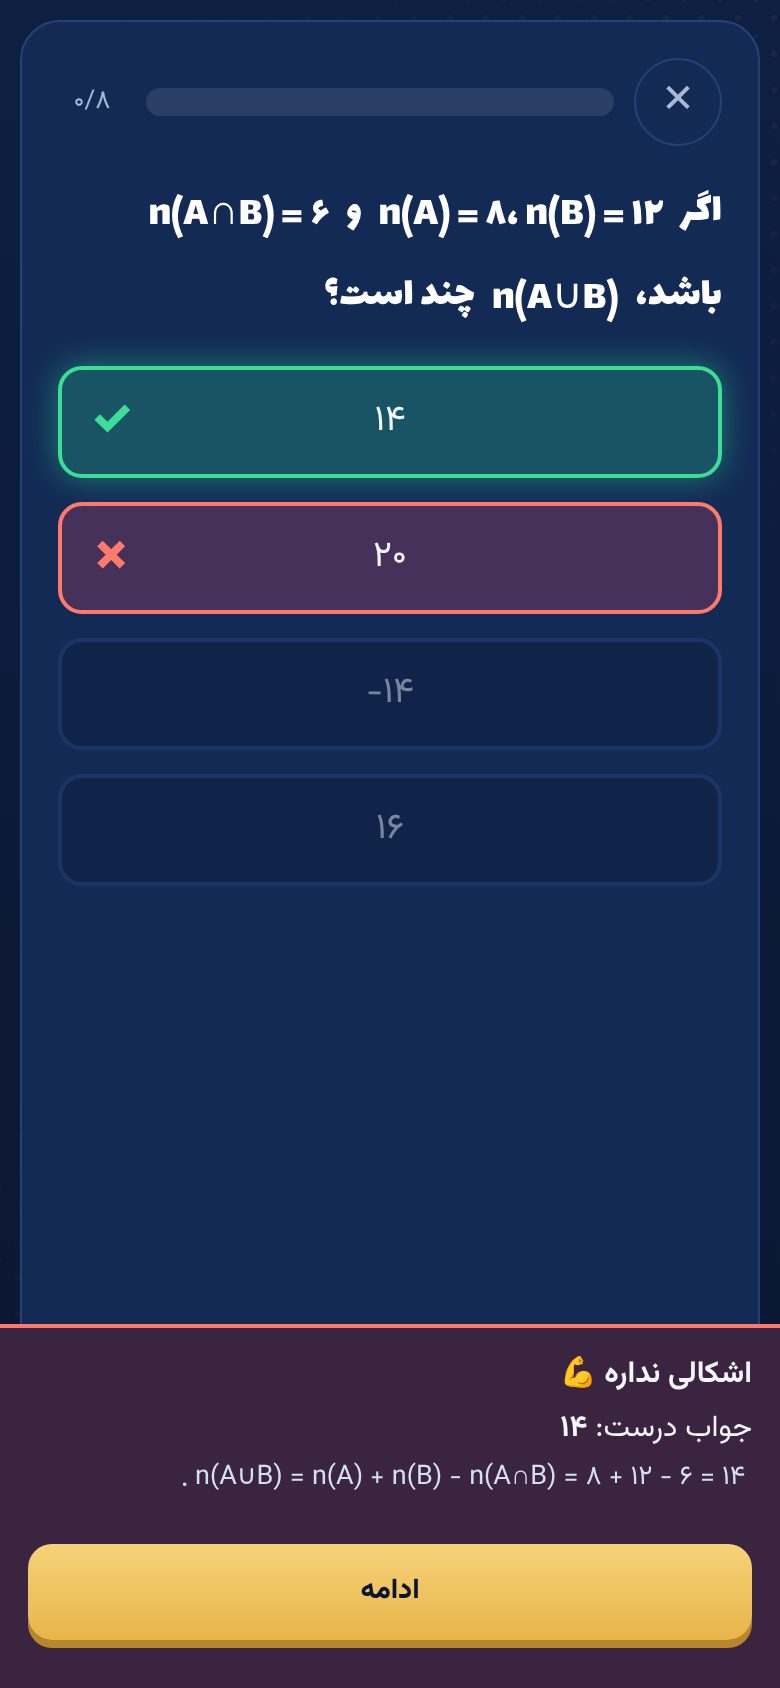 ۰/۸
اگر n(A) = ۸، n(B) = ۱۲ و n(A∩B) = ۶
باشد، n(A∪B) چند است؟
۱۴
۲۰
-۱۴
۱۶
اشکالی نداره 💪
جواب درست: ۱۴
n(A∪B) = n(A) + n(B) - n(A∩B) = ۸ + ۱۲ - ۶ = ۱۴ .
ادامه